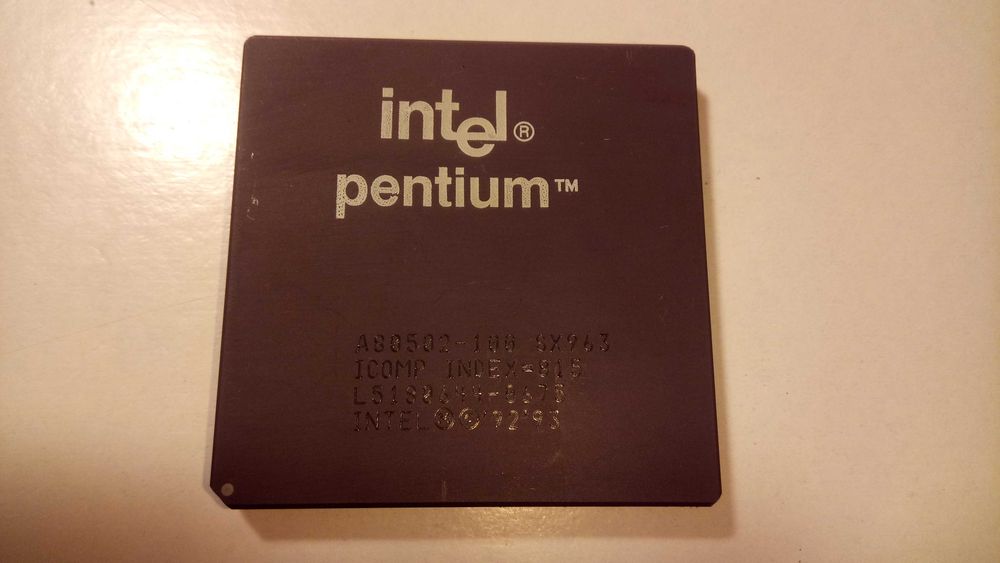 intel®
pentium™
A80502-100 SX963
ICOMP INDEX=815
INTEL Ⓜ©'92'93